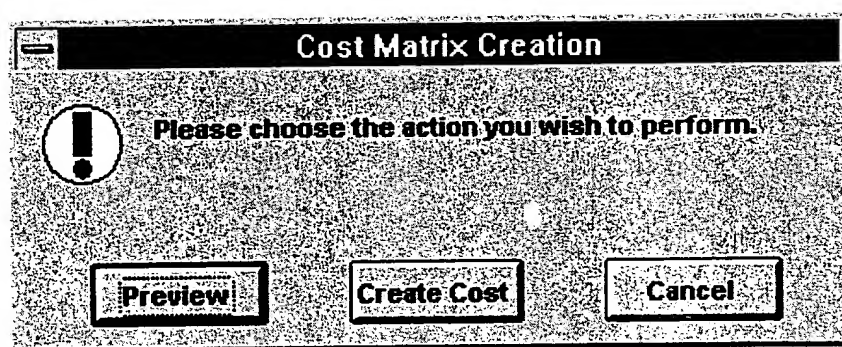 Cost Matrix Creation
Please choose the action you wish to perform.
Preview
Create Cost
Cancel